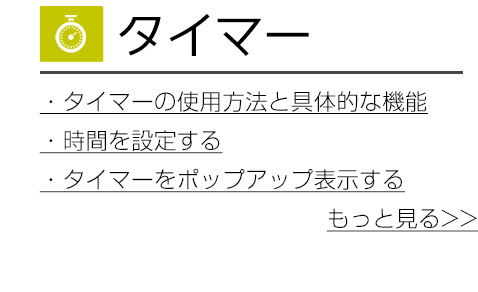 タイマー
・タイマーの使用方法と具体的な機能
・時間を設定する
・タイマーをポップアップ表示する
もっと見る>>